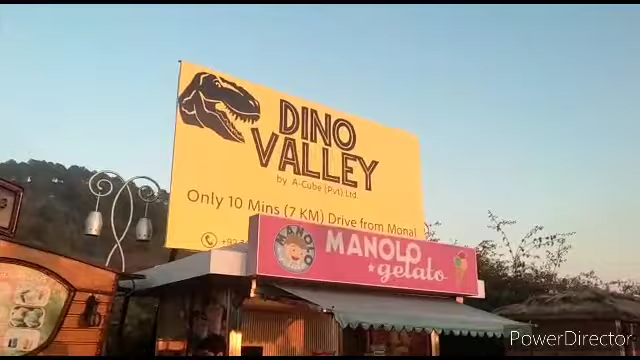 DINO
VALLEY
by A-Cube (Pvt) Ltd.
Only 10 Mins (7 KM) Drive from Monal
MANOLO
MANOLO
gelato
PowerDirector